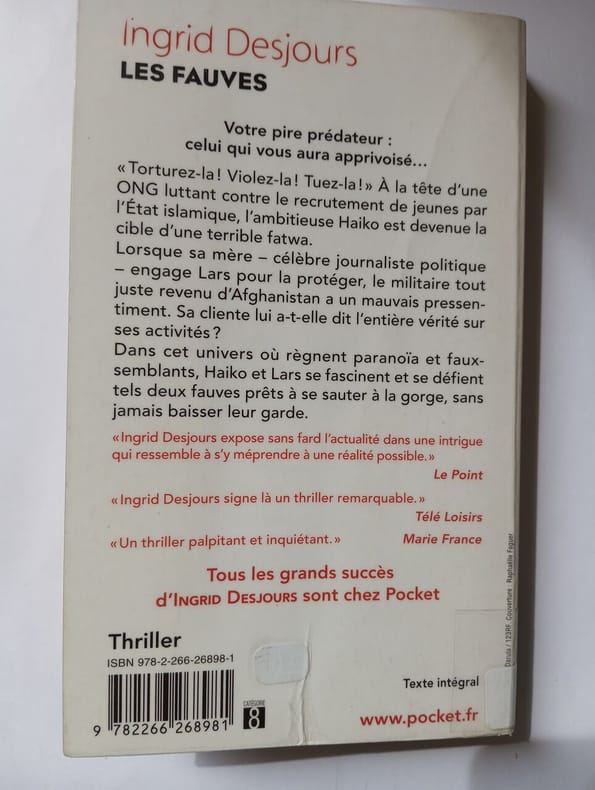 Ingrid Desjours
LES FAUVES
Votre pire prédateur :
celui qui vous aura apprivoisé…
« Torturez-la ! Violez-la ! Tuez-la ! » À la tête d’une
ONG luttant contre le recrutement de jeunes par
l’État islamique, l’ambitieuse Haiko est devenue la
cible d’une terrible fatwa.
Lorsque sa mère – célèbre journaliste politique
– engage Lars pour la protéger, le militaire tout
juste revenu d’Afghanistan a un mauvais pressen-
timent. Sa cliente lui a-t-elle dit l’entière vérité sur
ses activités ?
Dans cet univers où règnent paranoïa et faux-
semblants, Haiko et Lars se fascinent et se défient
tels deux fauves prêts à se sauter à la gorge, sans
jamais baisser leur garde.
« Ingrid Desjours expose sans fard l’actualité dans une intrigue
qui ressemble à s’y méprendre à une réalité possible. »
Le Point
« Ingrid Desjours signe là un thriller remarquable. »
Télé Loisirs
« Un thriller palpitant et inquiétant. » Marie France
Tous les grands succès
d’INGRID DESJOURS sont chez Pocket
Thriller
ISBN 978-2-266-26898-1
9 782266 268981
CATÉGORIE
8
Texte intégral
www.pocket.fr
/ 123RF Couverture : Raphaëlle Faguer